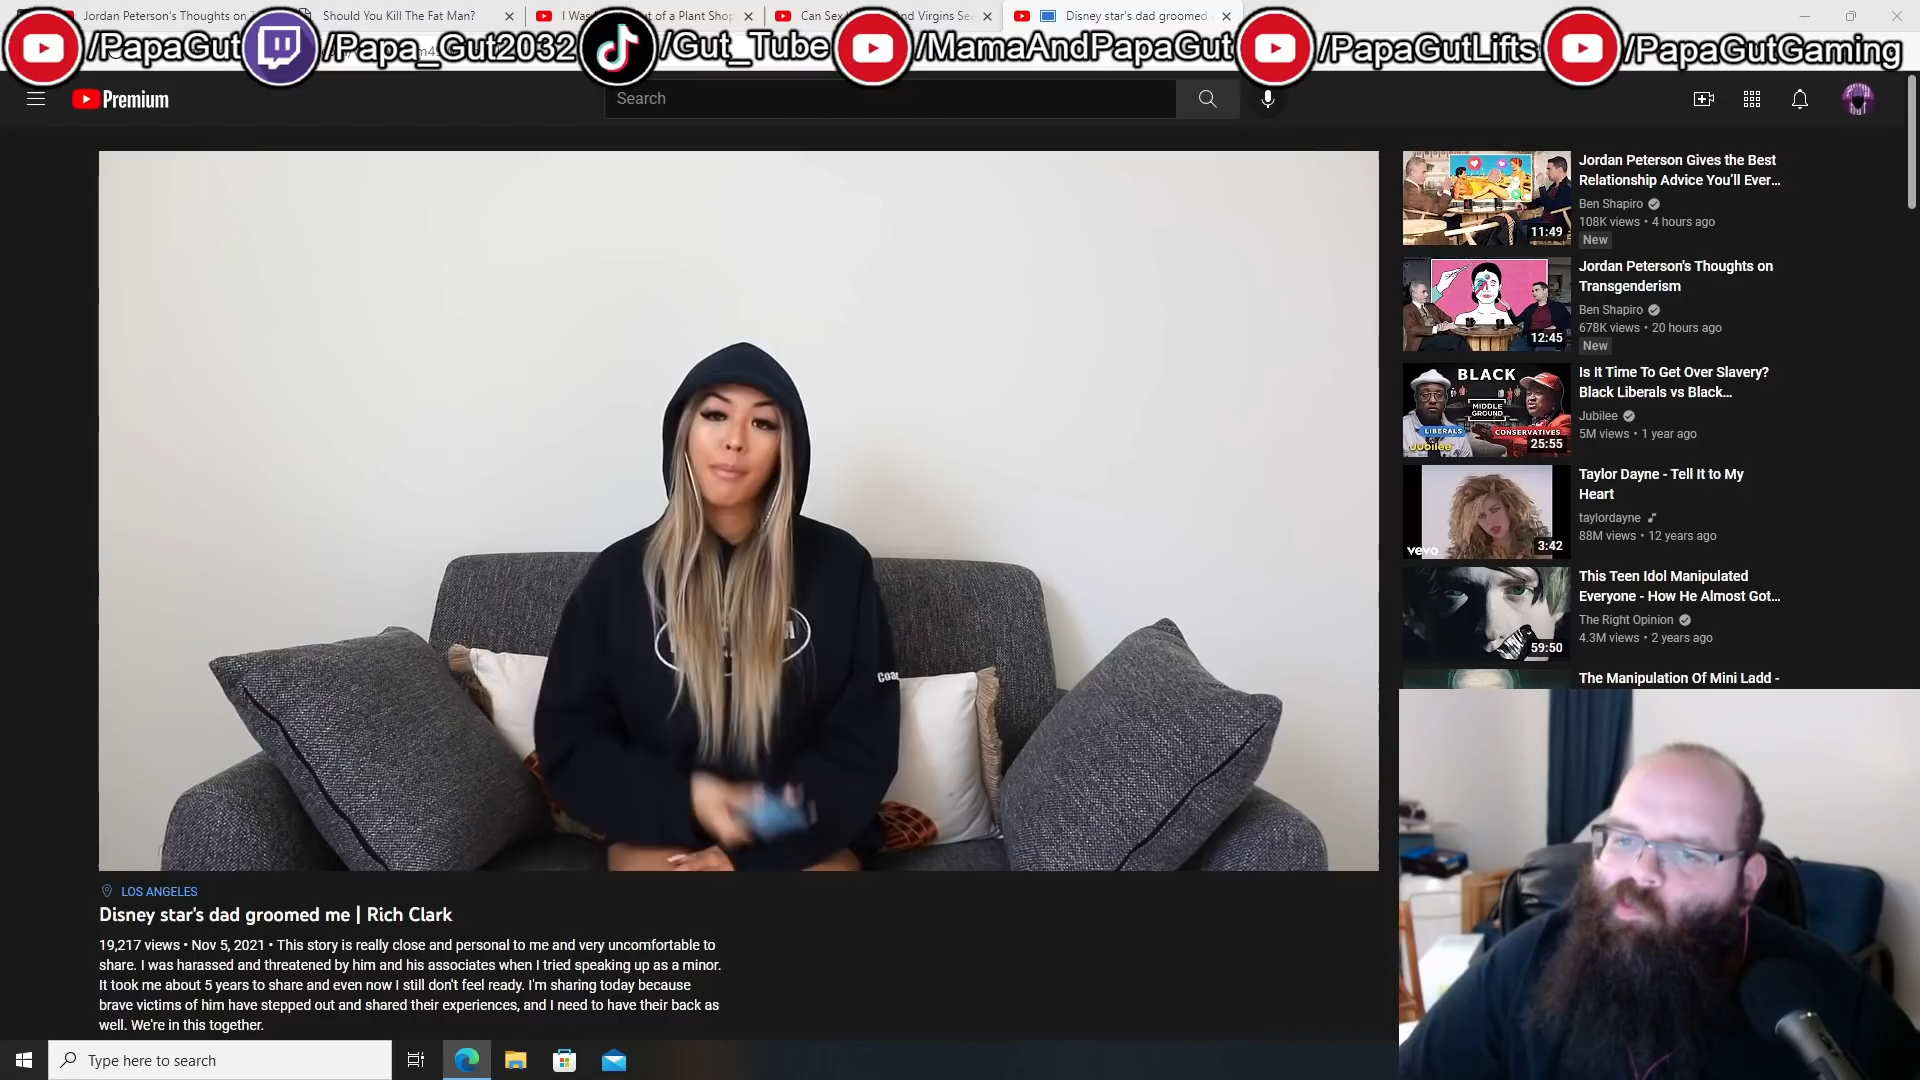 Jordan Peterson's Thoughts on
Should You Kill The Fat Man?
I Wa
t of a Plant Shop
Can Sex
And Virgins See
Disney star's dad groomed
/PapaGut
/Papa_Gut2032
/Gut_Tube
/MamaAndPapaGut
/PapaGutLifts
/PapaGutGaming
Premium
Search
Jordan Peterson Gives the Best
Relationship Advice You'll Ever...
Ben Shapiro
108K views • 4 hours ago
New
11:49
Jordan Peterson's Thoughts on
Transgenderism
Ben Shapiro
678K views • 20 hours ago
New
12:45
BLACK
MIDDLE
GROUND
LIBERALS
CONSERVATIVES
Jubilee
25:55
Is It Time To Get Over Slavery?
Black Liberals vs Black...
Jubilee
5M views • 1 year ago
vevo
3:42
Taylor Dayne - Tell It to My
Heart
taylordayne
88M views • 12 years ago
59:50
This Teen Idol Manipulated
Everyone - How He Almost Got...
The Right Opinion
4.3M views • 2 years ago
The Manipulation Of Mini Ladd -
LOS ANGELES
Disney star's dad groomed me | Rich Clark
19,217 views • Nov 5, 2021 • This story is really close and personal to me and very uncomfortable to
share. I was harassed and threatened by him and his associates when I tried speaking up as a minor.
It took me about 5 years to share and even now I still don't feel ready. I'm sharing today because
brave victims of him have stepped out and shared their experiences, and I need to have their back as
well. We're in this together.
Type here to search